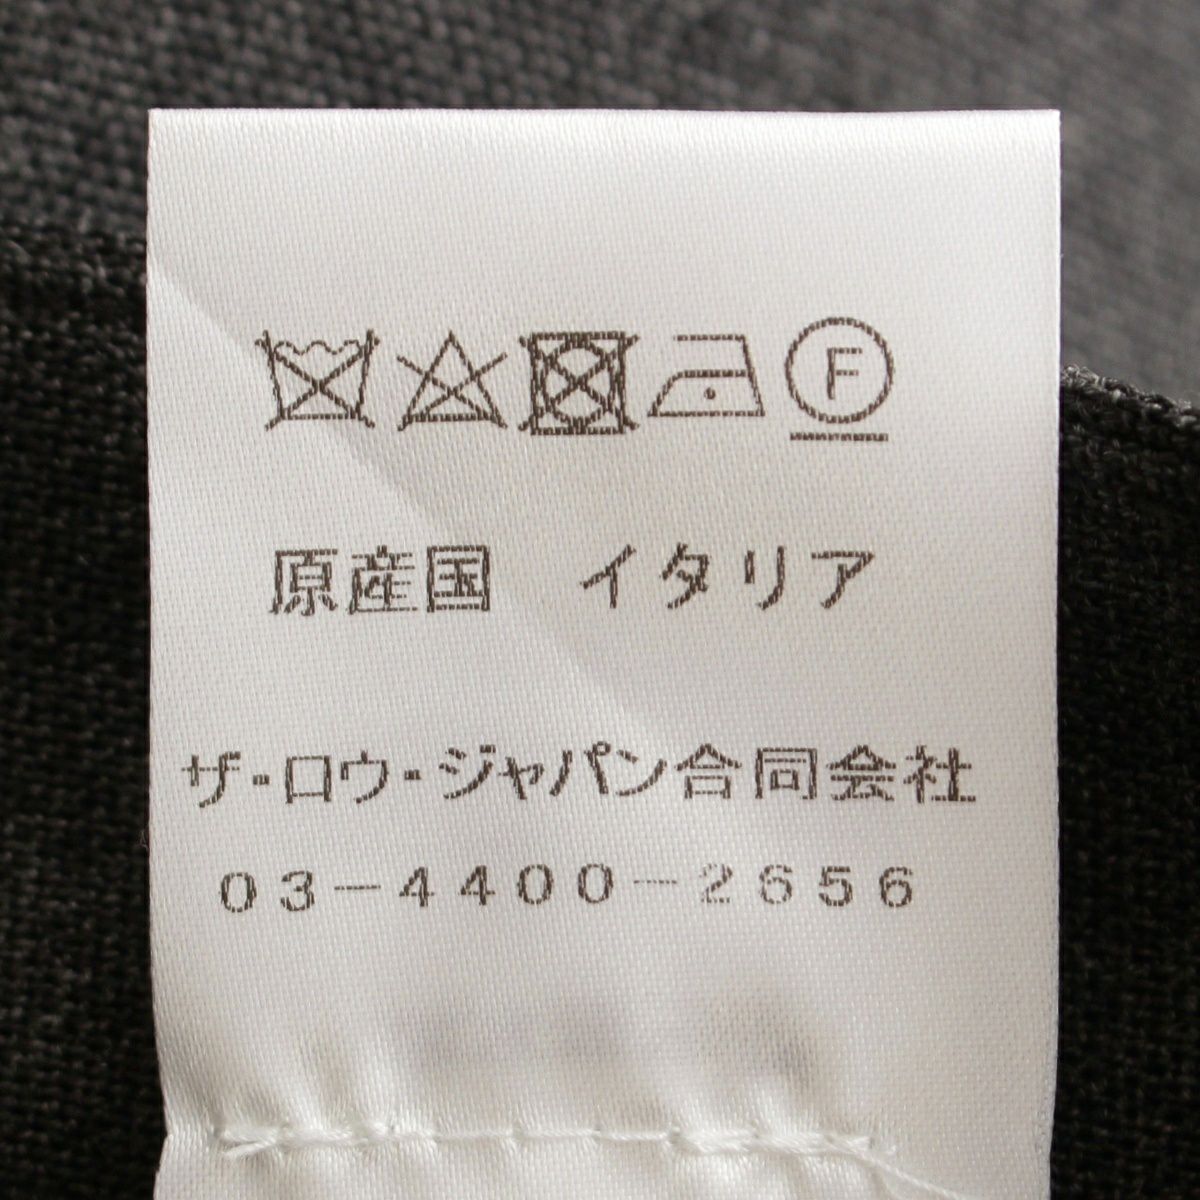 F
原産国 イタリア
ザ・ロウ・ジャパン合同会社
03-4400-2656